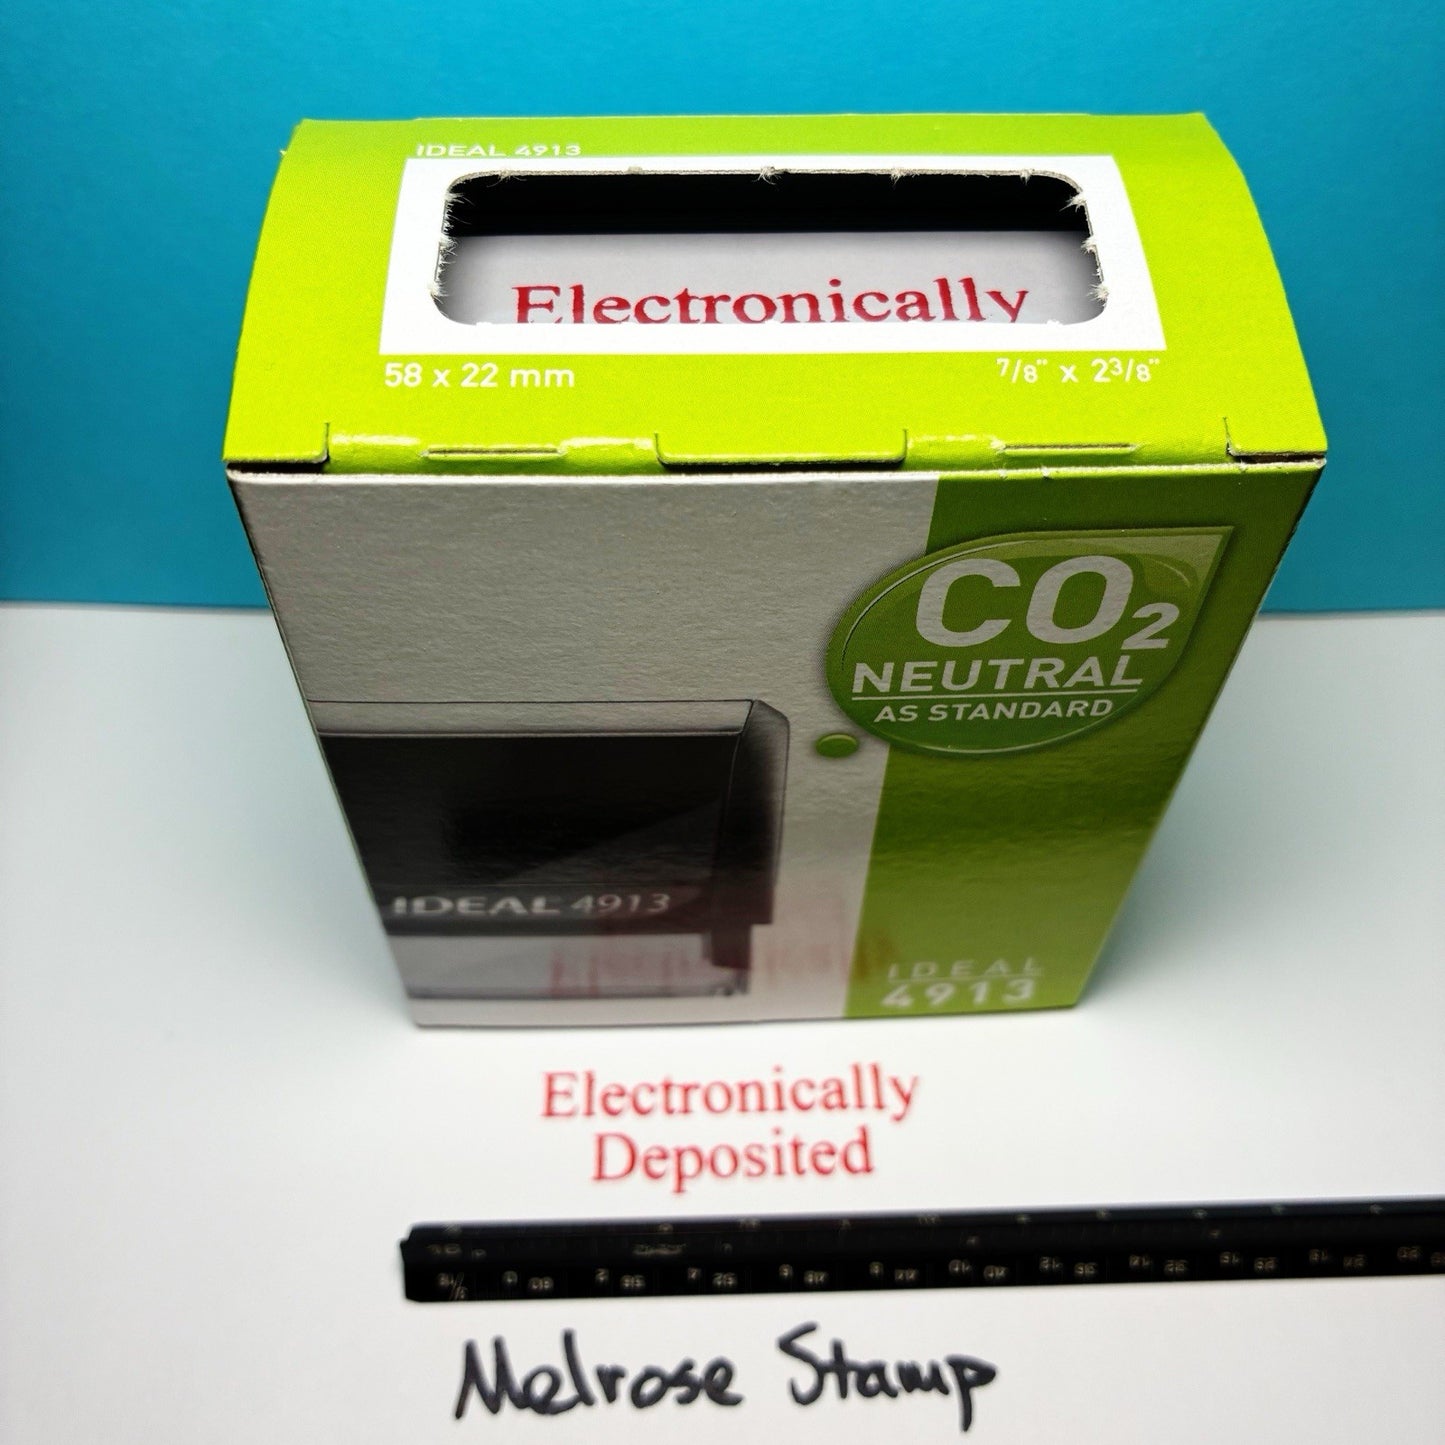 IDEAL 4913
Electronically
58 x 22 mm
7/8" x 2 3/8"
CO₂
NEUTRAL
AS STANDARD
IDEAL 4913
IDEAL
4913
Electronically
Deposited
Melrose Stamp